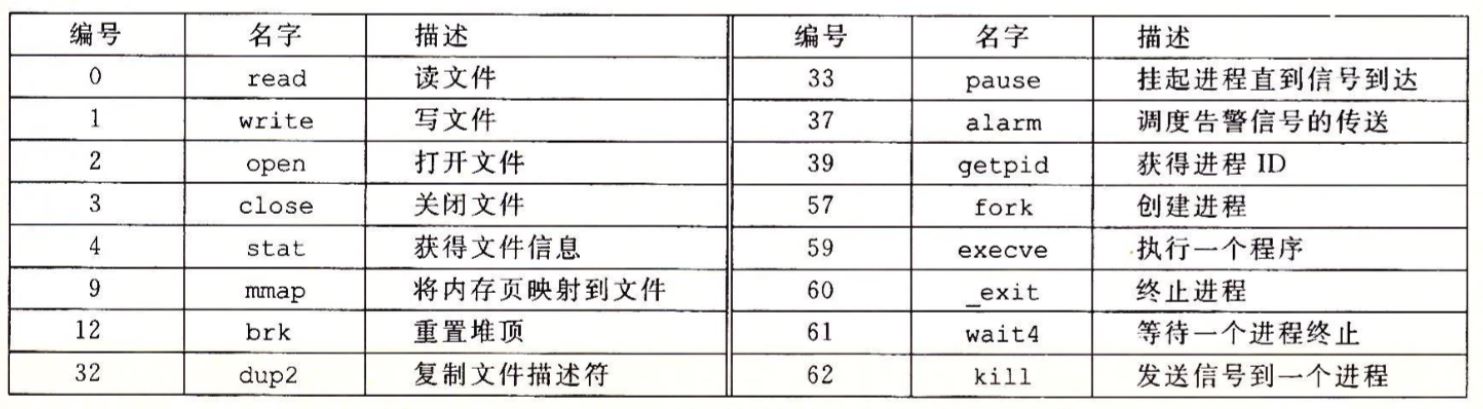 编号 名字 描述 编号 名字 描述
0 read 读文件 33 pause 挂起进程直到信号到达
1 write 写文件 37 alarm 调度告警信号的传送
2 open 打开文件 39 getpid 获得进程 ID
3 close 关闭文件 57 fork 创建进程
4 stat 获得文件信息 59 execve 执行一个程序
9 mmap 将内存页映射到文件 60 _exit 终止进程
12 brk 重置堆顶 61 wait4 等待一个进程终止
32 dup2 复制文件描述符 62 kill 发送信号到一个进程